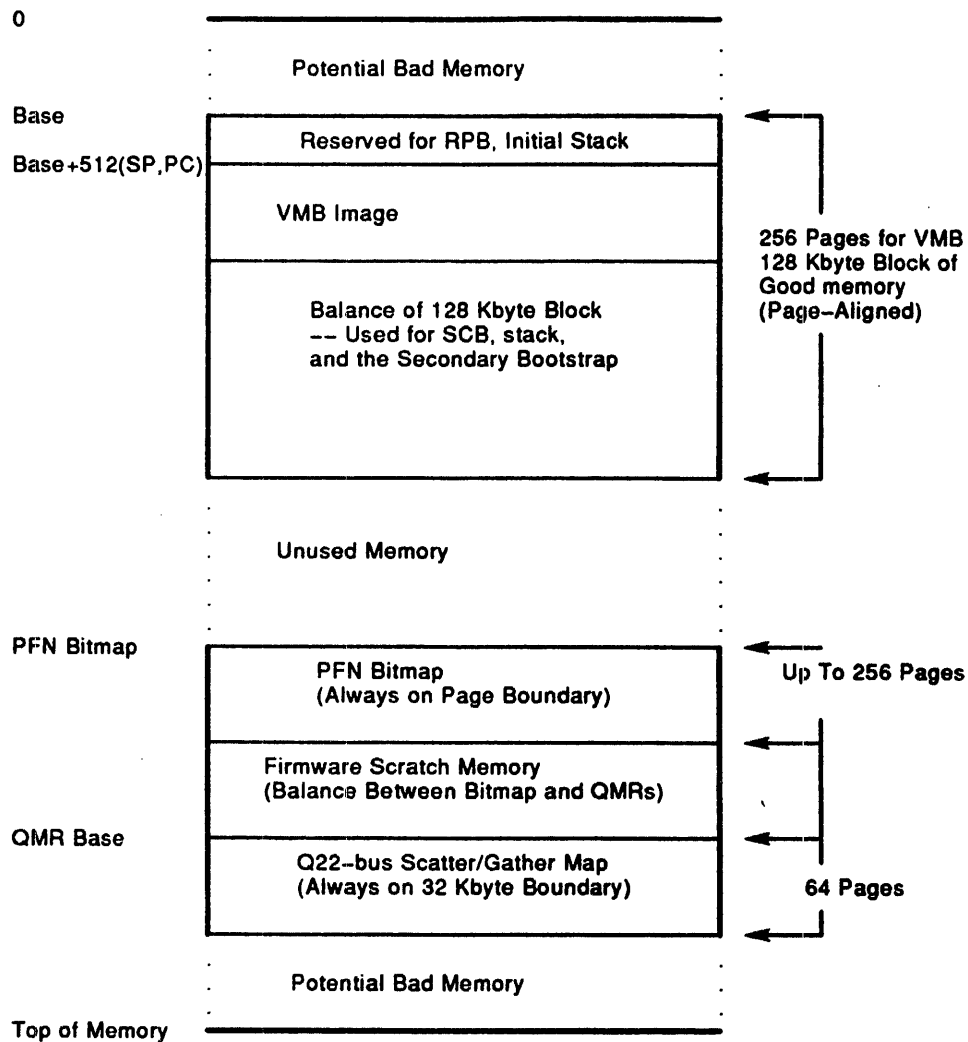 0
Potential Bad Memory
Base
Reserved for RPB, Initial Stack
Base+512(SP,PC)
VMB Image
256 Pages for VMB
128 Kbyte Block of
Good memory
(Page-Aligned)
Balance of 128 Kbyte Block
-- Used for SCB, stack,
and the Secondary Bootstrap
Unused Memory
PFN Bitmap
PFN Bitmap
(Always on Page Boundary)
Up To 256 Pages
Firmware Scratch Memory
(Balance Between Bitmap and QMRs)
QMR Base
Q22-bus Scatter/Gather Map
(Always on 32 Kbyte Boundary)
64 Pages
Potential Bad Memory
Top of Memory